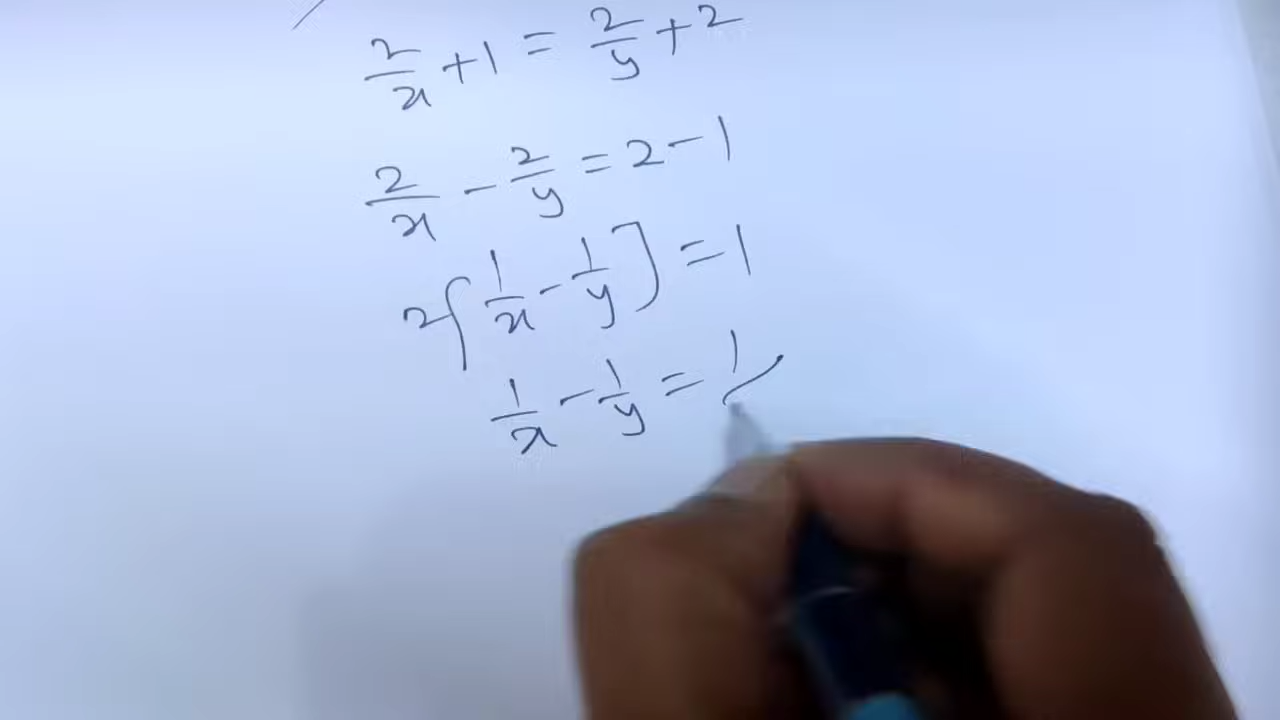 2/x + 1 = 2/y + 2
2/x - 2/y = 2 - 1
2[1/x - 1/y] = 1
1/x - 1/y = 1/